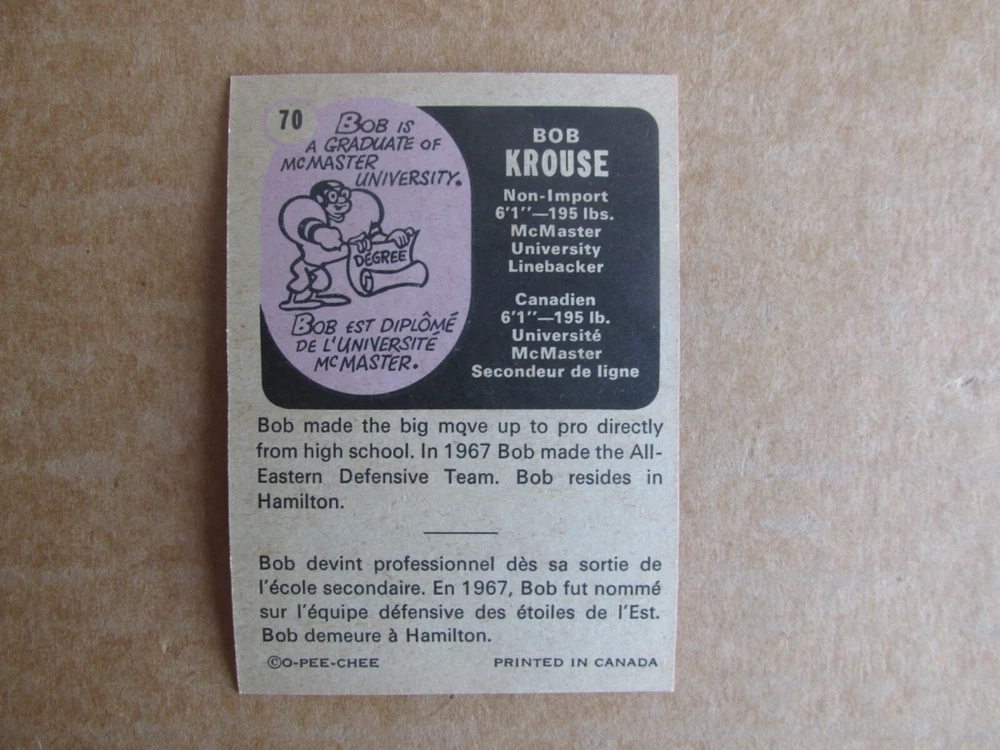 70
BOB IS
A GRADUATE OF
MCMASTER
UNIVERSITY.
DEGREE
BOB EST DIPLÔMÉ
DE L'UNIVERSITÉ
MCMASTER.
BOB
KROUSE
Non-Import
6'1''—195 lbs.
McMaster
University
Linebacker
Canadien
6'1''—195 lb.
Université
McMaster
Secondeur de ligne
Bob made the big move up to pro directly
from high school. In 1967 Bob made the All-
Eastern Defensive Team. Bob resides in
Hamilton.
Bob devint professionnel dès sa sortie de
l'école secondaire. En 1967, Bob fut nommé
sur l'équipe défensive des étoiles de l'Est.
Bob demeure à Hamilton.
©O-PEE-CHEE PRINTED IN CANADA